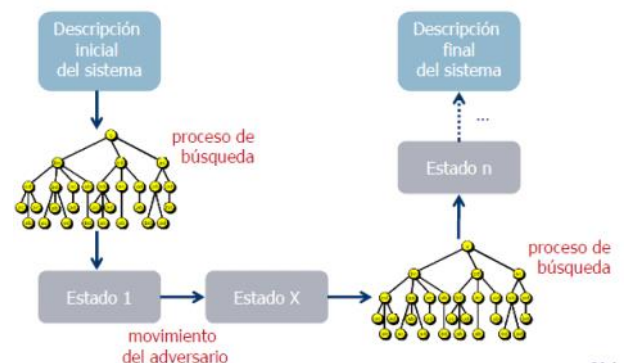 Descripción
inicial
del sistema
proceso de
búsqueda
Estado 1
movimiento
del adversario
Estado X
proceso de
búsqueda
Estado n
...
Descripción
final
del sistema